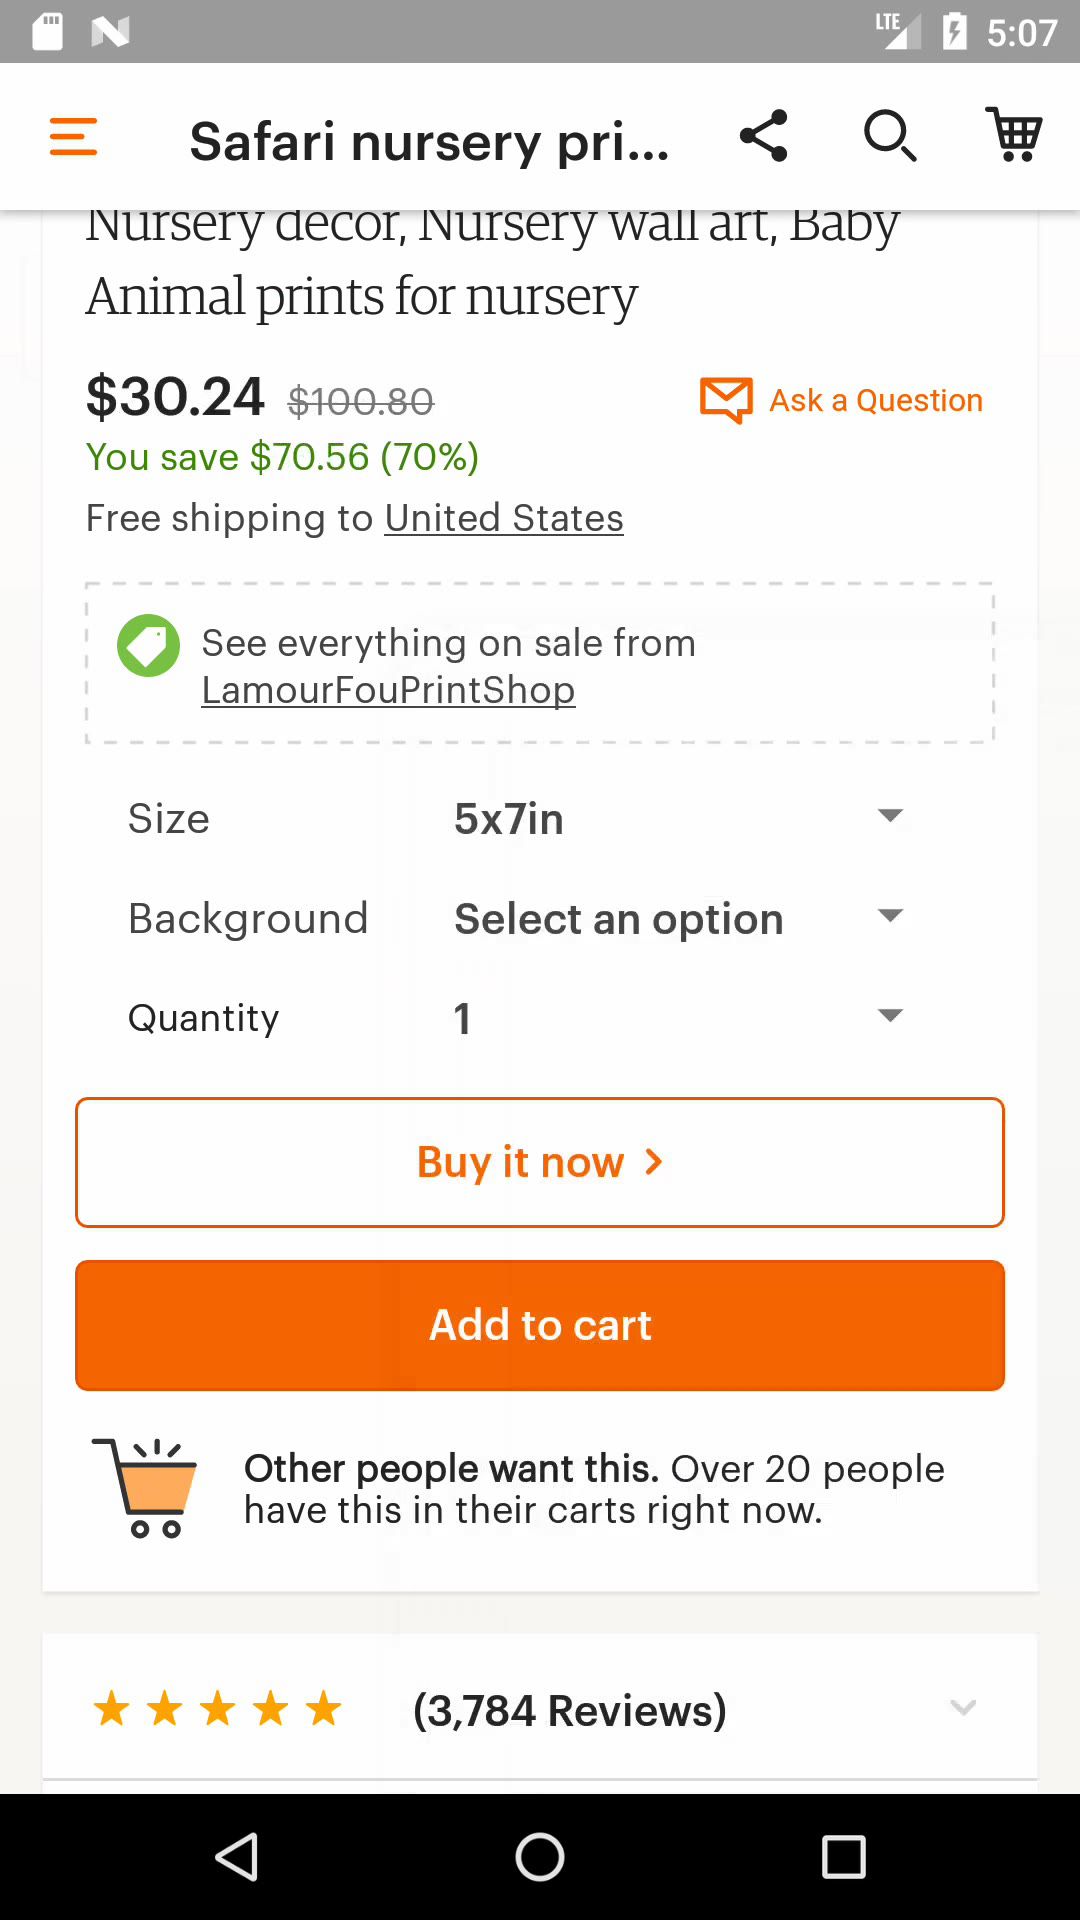 LTE 5:07
Safari nursery pri...
Nursery decor, Nursery wall art, Baby
Animal prints for nursery
$30.24 $100.80
Ask a Question
You save $70.56 (70%)
Free shipping to United States
See everything on sale from
LamourFouPrintShop
Size 5x7in
Background Select an option
Quantity 1
Buy it now
Add to cart
Other people want this. Over 20 people
have this in their carts right now.
(3,784 Reviews)